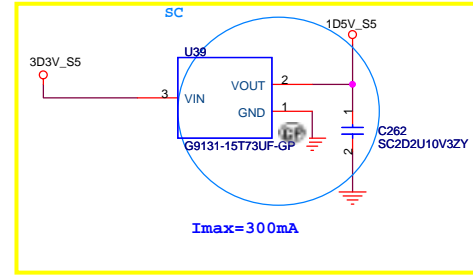 SC
1D5V_S5
3D3V_S5
U39
3
VIN
VOUT
2
GND
1
GP
G9131-15T73UF-GP
1
2
C262
SC2D2U10V3ZY
Imax=300mA